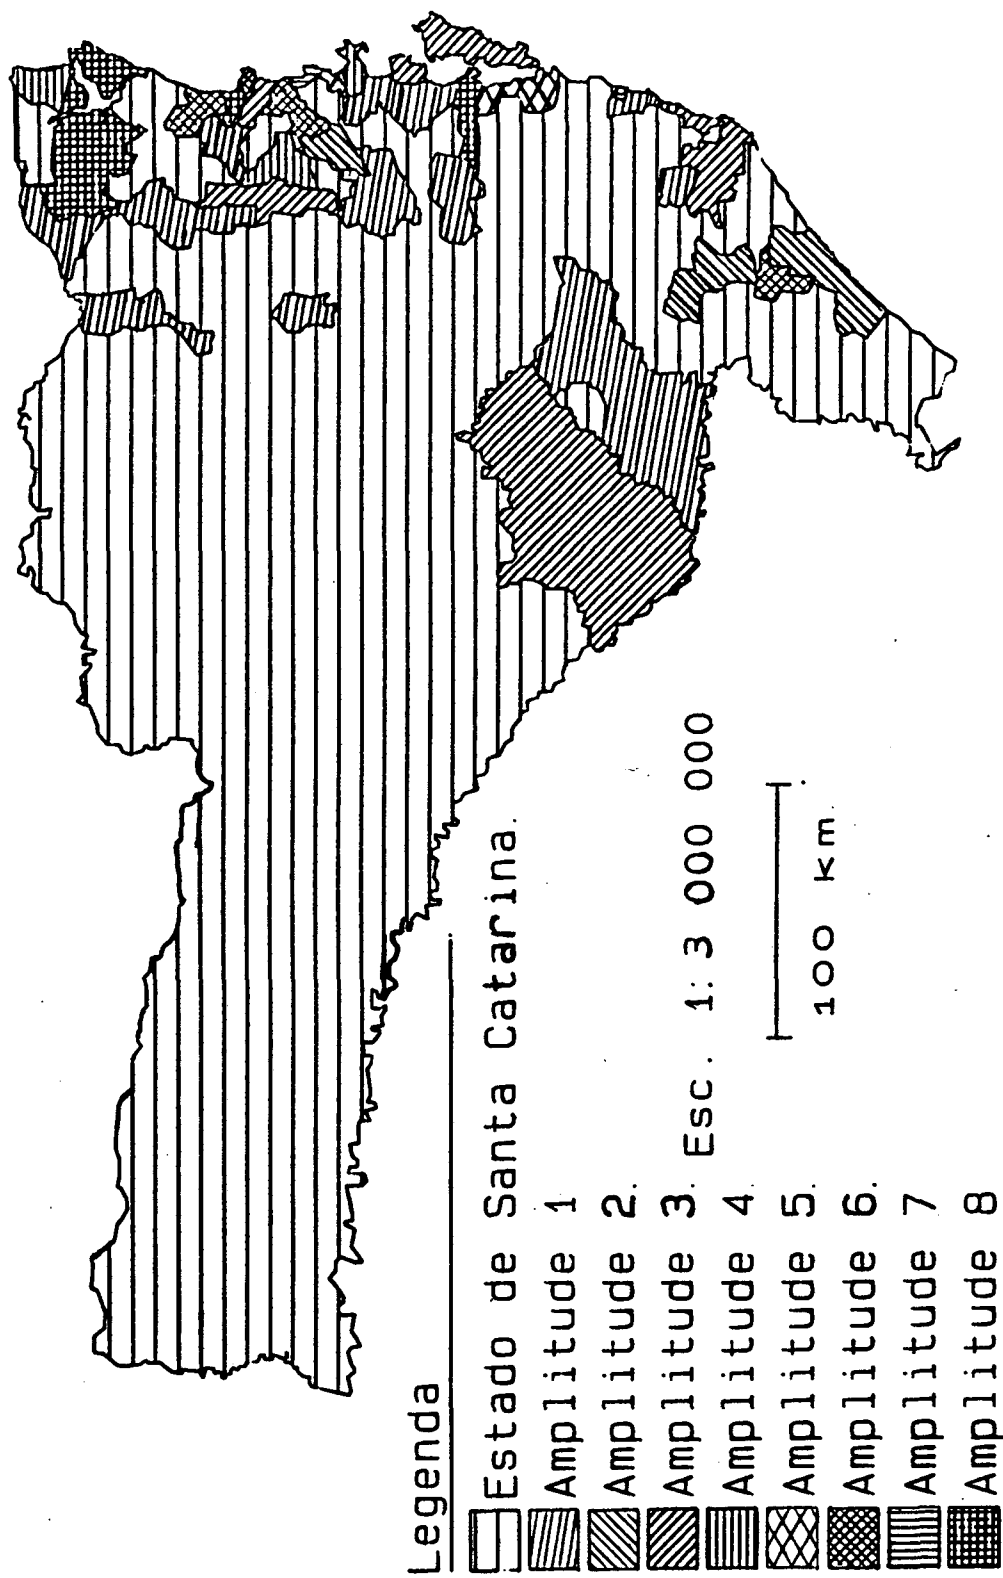 Legenda
Estado de Santa Catarina.
Amplitude 1
Amplitude 2.
Amplitude 3.
Amplitude 4
Amplitude 5.
Amplitude 6.
Amplitude 7
Amplitude 8
Esc. 1: 3 000 000
100 km.